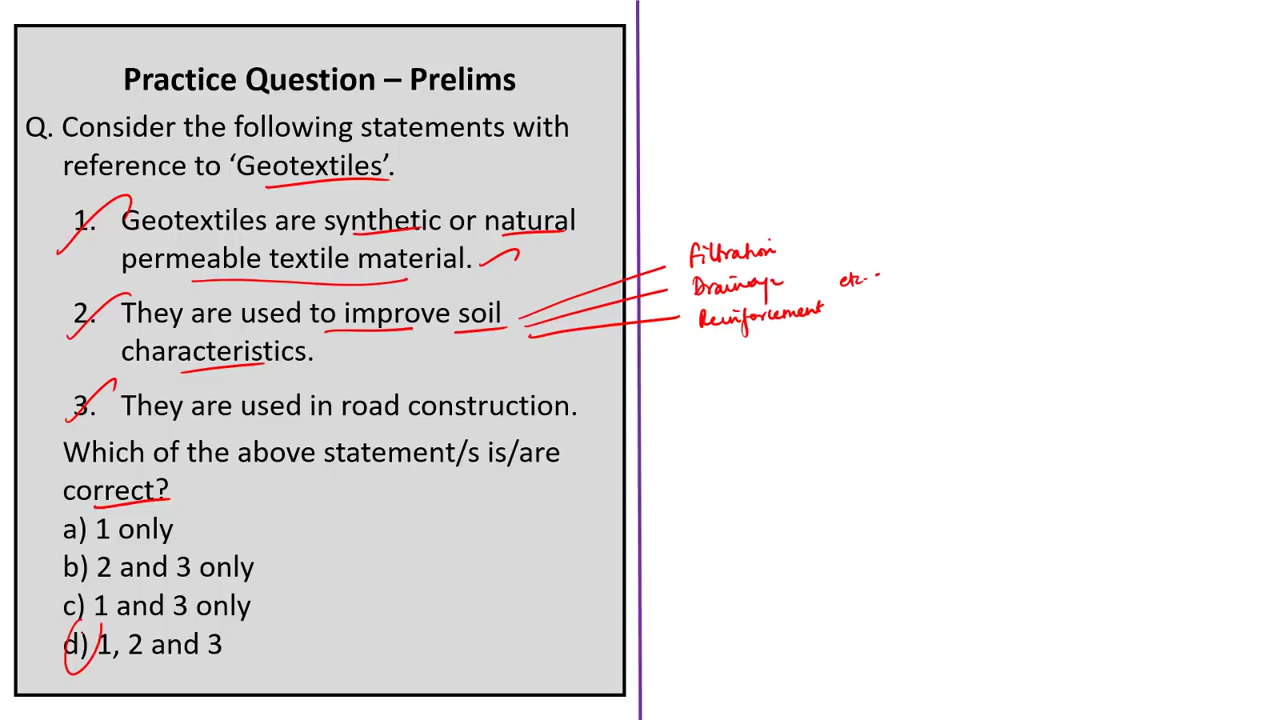 Practice Question – Prelims
Q. Consider the following statements with
reference to ‘Geotextiles’.
1. Geotextiles are synthetic or natural
permeable textile material.
2. They are used to improve soil
characteristics.
3. They are used in road construction.
Which of the above statement/s is/are
correct?
a) 1 only
b) 2 and 3 only
c) 1 and 3 only
d) 1, 2 and 3
Filtration
Drainage etc...
Reinforcement